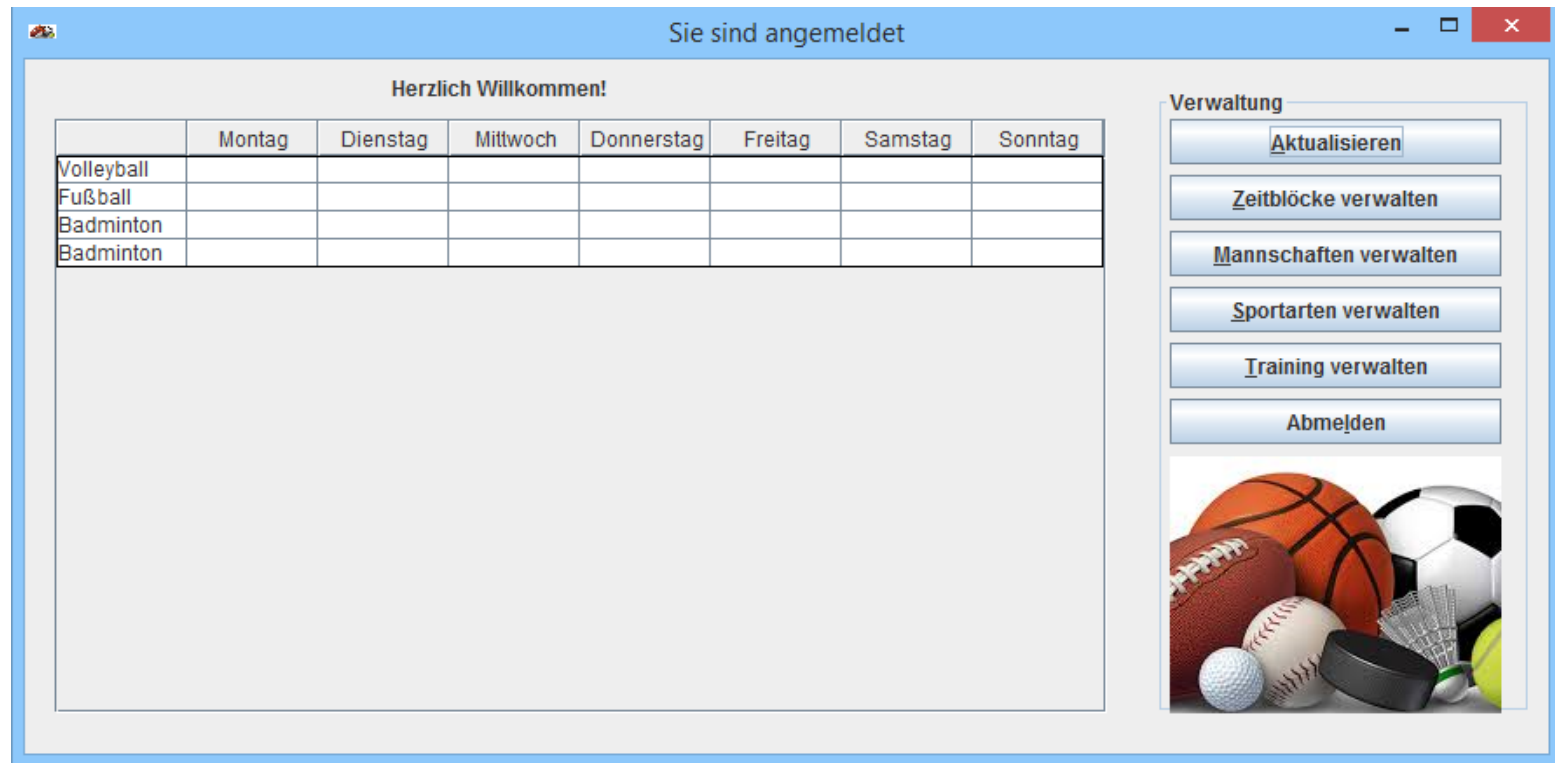 Sie sind angemeldet
Herzlich Willkommen!
Montag Dienstag Mittwoch Donnerstag Freitag Samstag Sonntag
Volleyball
Fußball
Badminton
Badminton
Verwaltung
Aktualisieren
Zeitblöcke verwalten
Mannschaften verwalten
Sportarten verwalten
Training verwalten
Abmelden